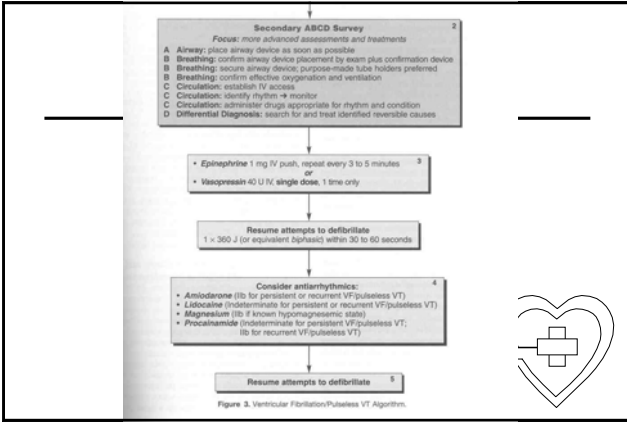 Secondary ABCD Survey 2
Focus: more advanced assessments and treatments
A Airway: place airway device as soon as possible
B Breathing: confirm airway device placement by exam plus confirmation device
B Breathing: secure airway device; purpose-made tube holders preferred
B Breathing: confirm effective oxygenation and ventilation
C Circulation: establish IV access
C Circulation: identify rhythm → monitor
C Circulation: administer drugs appropriate for rhythm and condition
D Differential Diagnosis: search for and treat identified reversible causes
3
• Epinephrine 1 mg IV push, repeat every 3 to 5 minutes
or
• Vasopressin 40 U IV, single dose, 1 time only
Resume attempts to defibrillate
1 × 360 J (or equivalent biphasic) within 30 to 60 seconds
4
Consider antiarrhythmics:
• Amiodarone (IIb for persistent or recurrent VF/pulseless VT)
• Lidocaine (Indeterminate for persistent or recurrent VF/pulseless VT)
• Magnesium (IIb if known hypomagnesemic state)
• Procainamide (Indeterminate for persistent VF/pulseless VT;
IIb for recurrent VF/pulseless VT)
Resume attempts to defibrillate 5
Figure 3. Ventricular Fibrillation/Pulseless VT Algorithm.